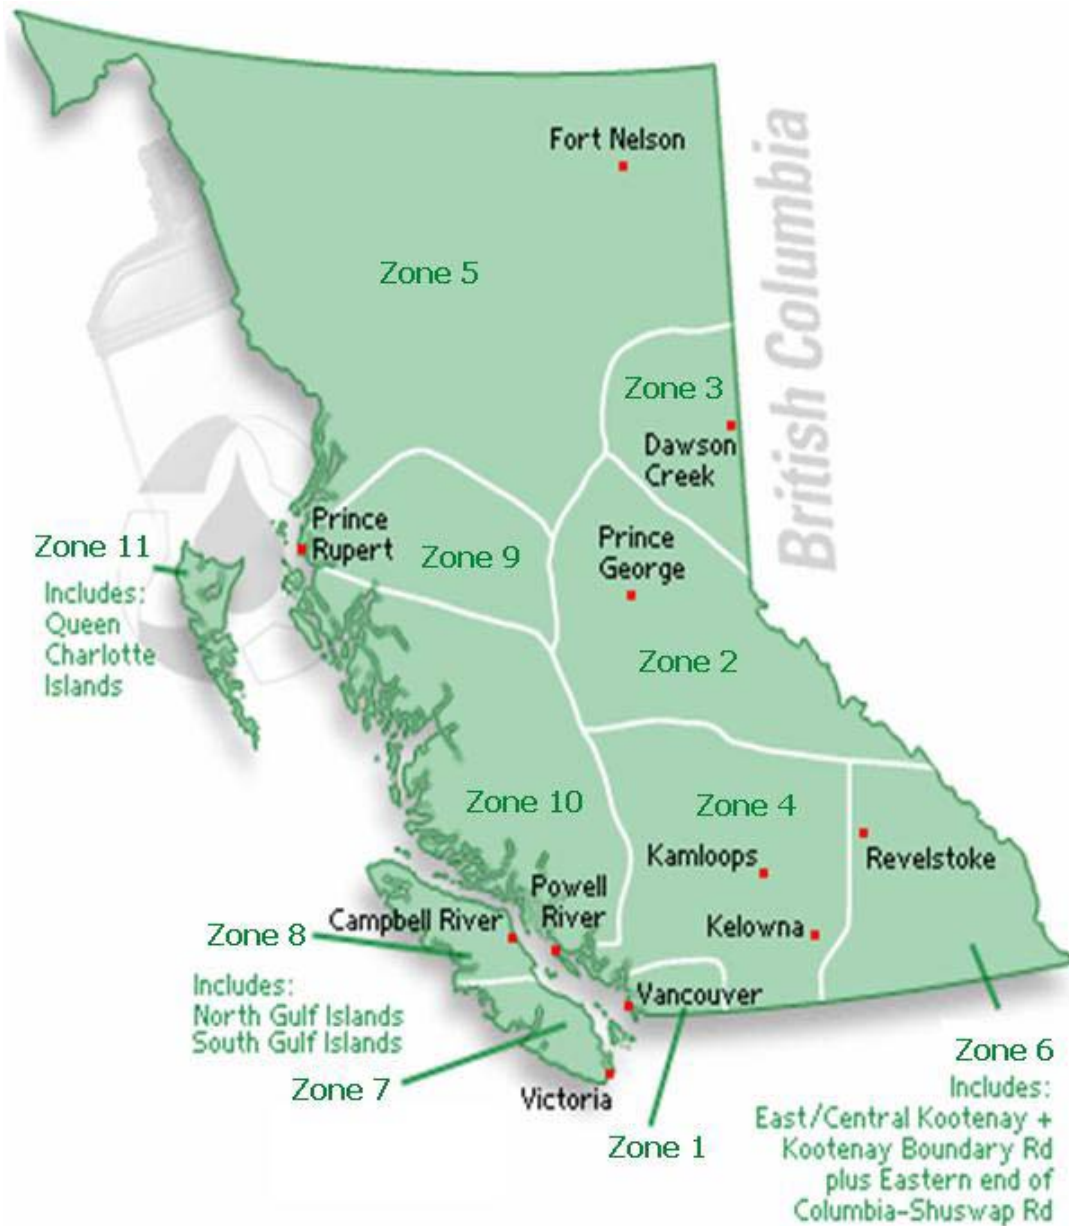 British Columbia
Fort Nelson
Zone 5
Zone 3
Dawson
Creek
Prince
Rupert
Zone 9
Prince
George
Zone 11
Includes:
Queen
Charlotte
Islands
Zone 2
Zone 10
Zone 4
Kamloops
Revelstoke
Powell
River
Campbell River
Kelowna
Zone 8
Includes:
North Gulf Islands
South Gulf Islands
Vancouver
Zone 7
Victoria
Zone 1
Zone 6
Includes:
East/Central Kootenay +
Kootenay Boundary Rd
plus Eastern end of
Columbia-Shuswap Rd